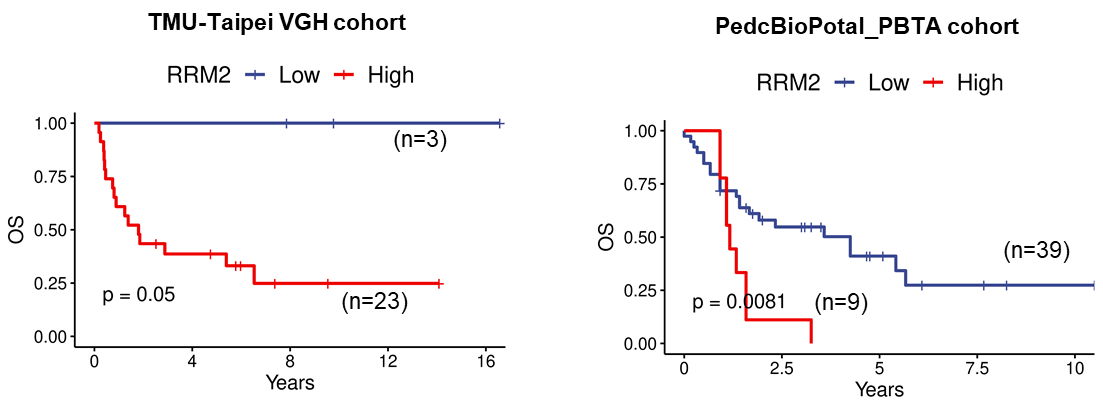 TMU-Taipei VGH cohort
RRM2 Low High
1.00
0.75
0.50
0.25
0.00
OS
(n=3)
p = 0.05
(n=23)
0 4 8 12 16
Years
PedcBioPotal_PBTA cohort
RRM2 Low High
1.00
0.75
0.50
0.25
0.00
OS
(n=39)
p = 0.0081
(n=9)
0 2.5 5 7.5 10
Years